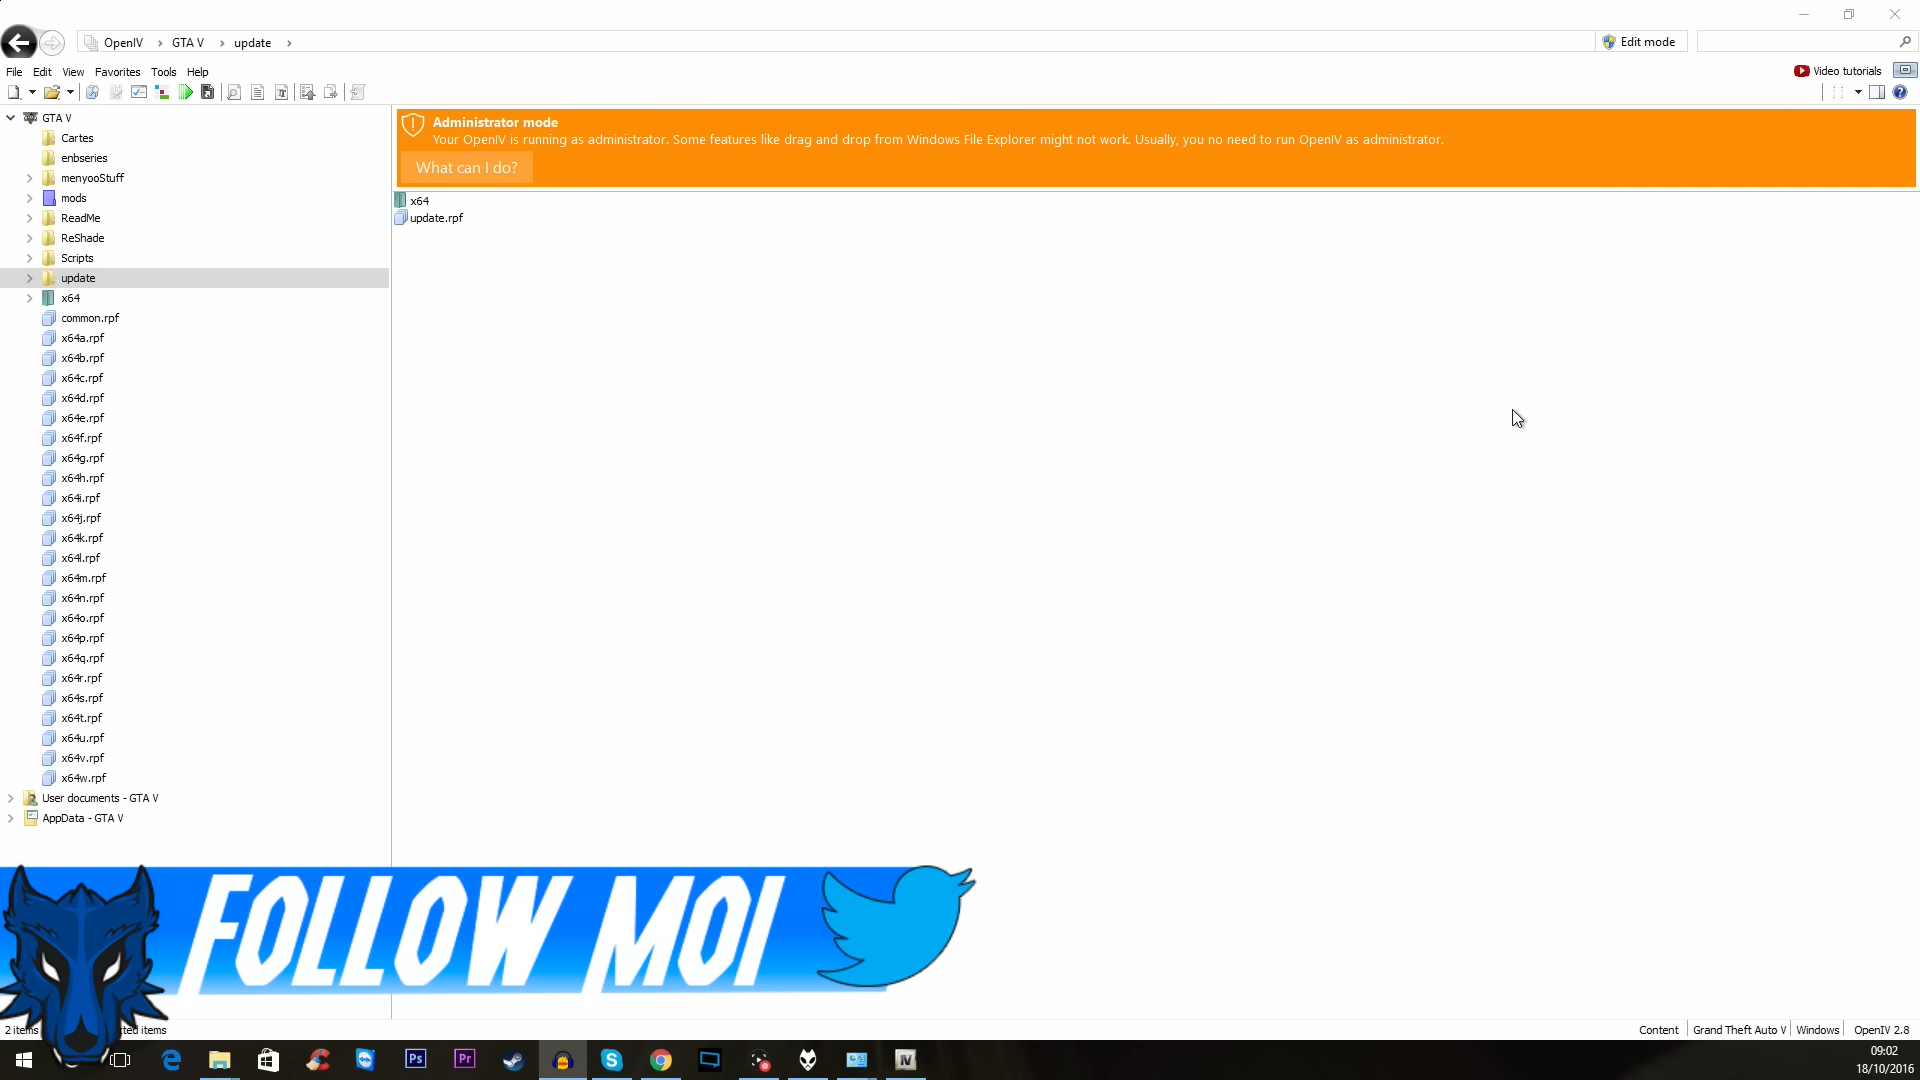 OpenIV
GTA V
update
Edit mode
File Edit View Favorites Tools Help
Video tutorials
GTA V
Cartes
enbseries
menyooStuff
mods
ReadMe
ReShade
Scripts
update
x64
common.rpf
x64a.rpf
x64b.rpf
x64c.rpf
x64d.rpf
x64e.rpf
x64f.rpf
x64g.rpf
x64h.rpf
x64i.rpf
x64j.rpf
x64k.rpf
x64l.rpf
x64m.rpf
x64n.rpf
x64o.rpf
x64p.rpf
x64q.rpf
x64r.rpf
x64s.rpf
x64t.rpf
x64u.rpf
x64v.rpf
x64w.rpf
User documents - GTA V
AppData - GTA V
Administrator mode
Your OpenIV is running as administrator. Some features like drag and drop from Windows File Explorer might not work. Usually, you no need to run OpenIV as administrator.
What can I do?
x64
update.rpf
FOLLOW MOI
2 items
items
Content Grand Theft Auto V Windows OpenIV 2.8
Ps Pr IV
09:02
18/10/2016